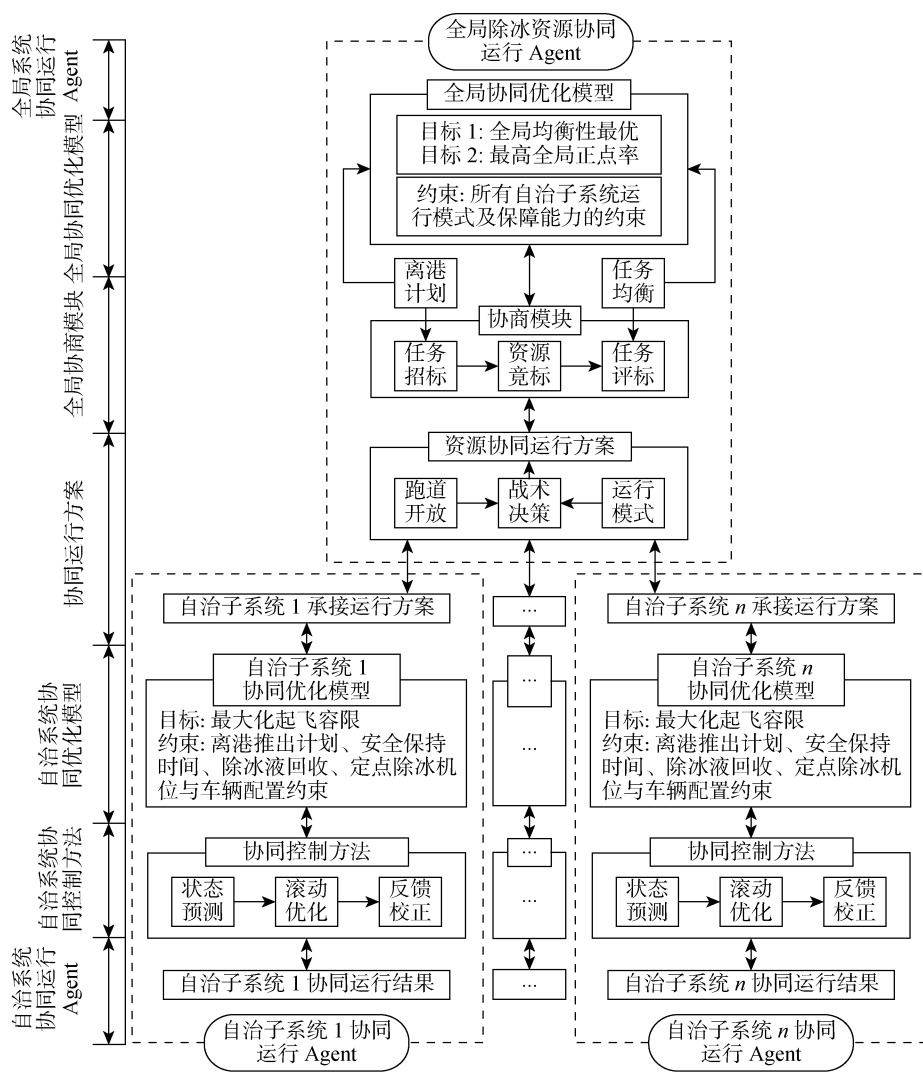 全局系统
协同运行
Agent
全局协同优化模型
全局协商模块
协同运行方案
自治系统协
同优化模型
自治系统协
同控制方法
自治系统
协同运行
Agent
全局除冰资源协同
运行 Agent
全局协同优化模型
目标 1: 全局均衡性最优
目标 2: 最高全局正点率
约束: 所有自治子系统运
行模式及保障能力的约束
离港
计划
任务
均衡
协商模块
任务
招标
资源
竟标
任务
评标
资源协同运行方案
跑道
开放
战术
决策
运行
模式
自治子系统 1 承接运行方案
自治子系统 1
协同优化模型
目标: 最大化起飞容限
约束: 离港推出计划、安全保持
时间、除冰液回收、定点除冰机
位与车辆配置约束
协同控制方法
状态
预测
滚动
优化
反馈
校正
自治子系统 1 协同运行结果
自治子系统 1 协同
运行 Agent
...
...
...
...
...
...
自治子系统 n 承接运行方案
自治子系统 n
协同优化模型
目标: 最大化起飞容限
约束: 离港推出计划、安全保持
时间、除冰液回收、定点除冰机
位与车辆配置约束
协同控制方法
状态
预测
滚动
优化
反馈
校正
自治子系统 n 协同运行结果
自治子系统 n 协同
运行 Agent